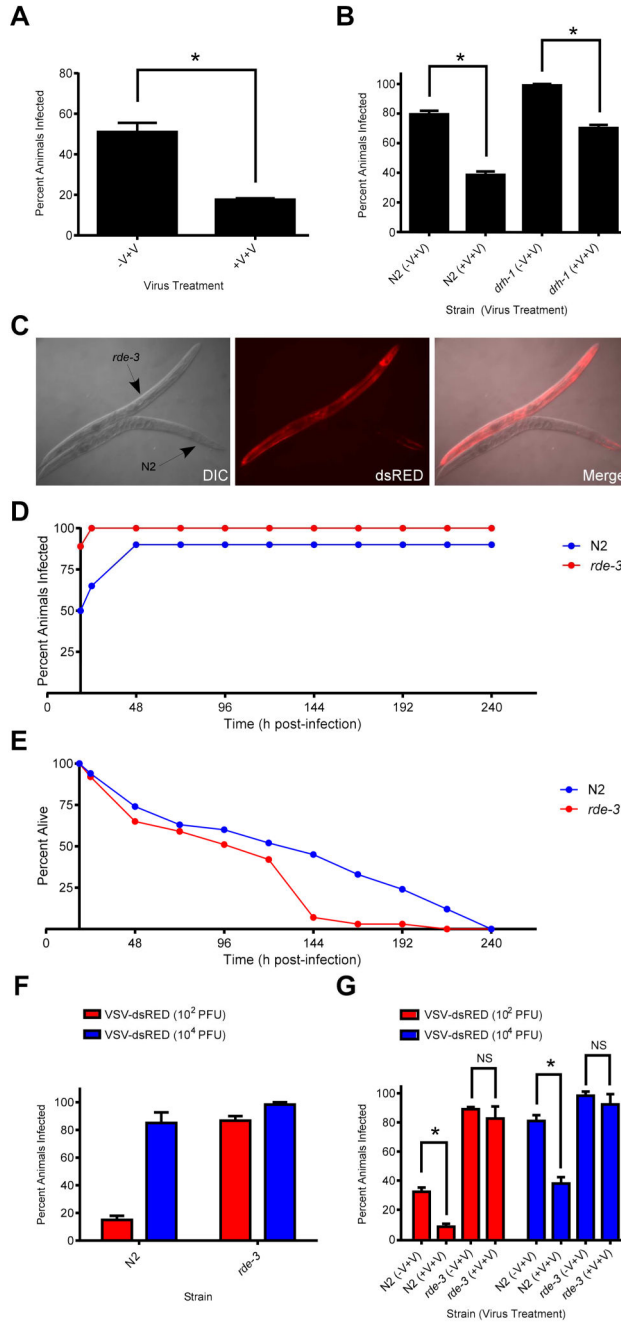 A
Percent Animals Infected
80
60
40
20
0
*
-V+V
+V+V
Virus Treatment
B
Percent Animals Infected
100
80
60
40
20
0
*
*
N2 (-V+V)
N2 (+V+V)
drh-1 (-V+V)
drh-1 (+V+V)
Strain (Virus Treatment)
C
rde-3
N2
DIC
dsRED
Merge
D
Percent Animals Infected
100
75
50
25
0
48
96
144
192
240
Time (h post-infection)
N2
rde-3
E
Percent Alive
100
75
50
25
0
48
96
144
192
240
Time (h post-infection)
N2
rde-3
F
VSV-dsRED (10² PFU)
VSV-dsRED (10⁴ PFU)
Percent Animals Infected
100
80
60
40
20
0
N2
rde-3
Strain
G
VSV-dsRED (10² PFU)
VSV-dsRED (10⁴ PFU)
Percent Animals Infected
100
80
60
40
20
0
*
NS
*
NS
N2 (-V+V)
N2 (+V+V)
rde-3 (-V+V)
rde-3 (+V+V)
N2 (-V+V)
N2 (+V+V)
rde-3 (-V+V)
rde-3 (+V+V)
Strain (Virus Treatment)